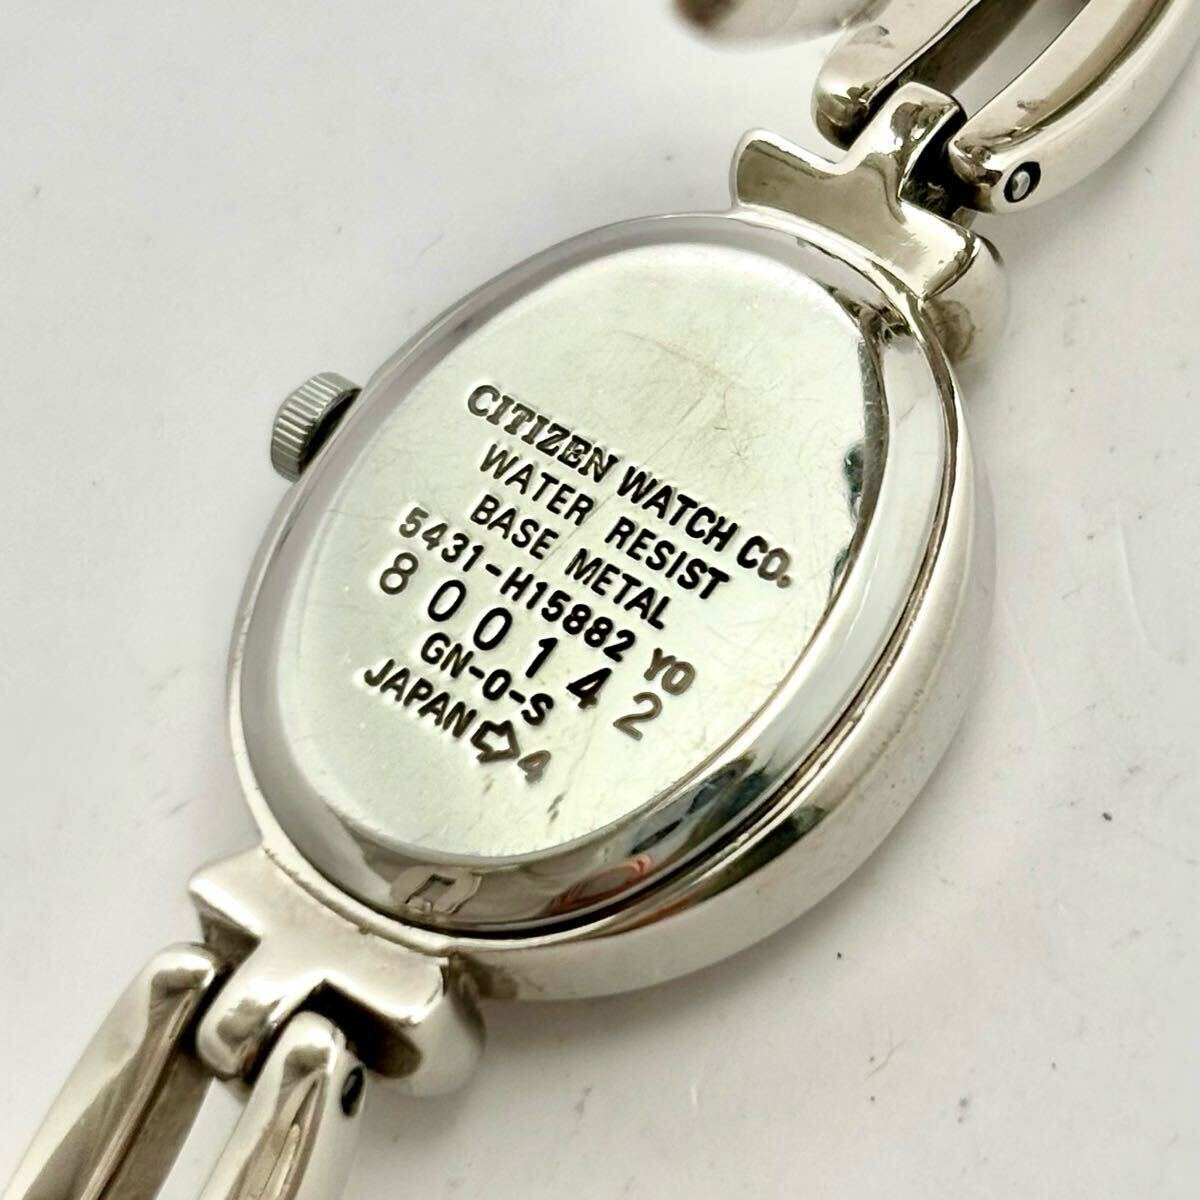 CITIZEN WATCH CO.
WATER RESIST
BASE METAL
5431-H15882 YO
800142
GN-0-S
JAPAN ⇨ 4